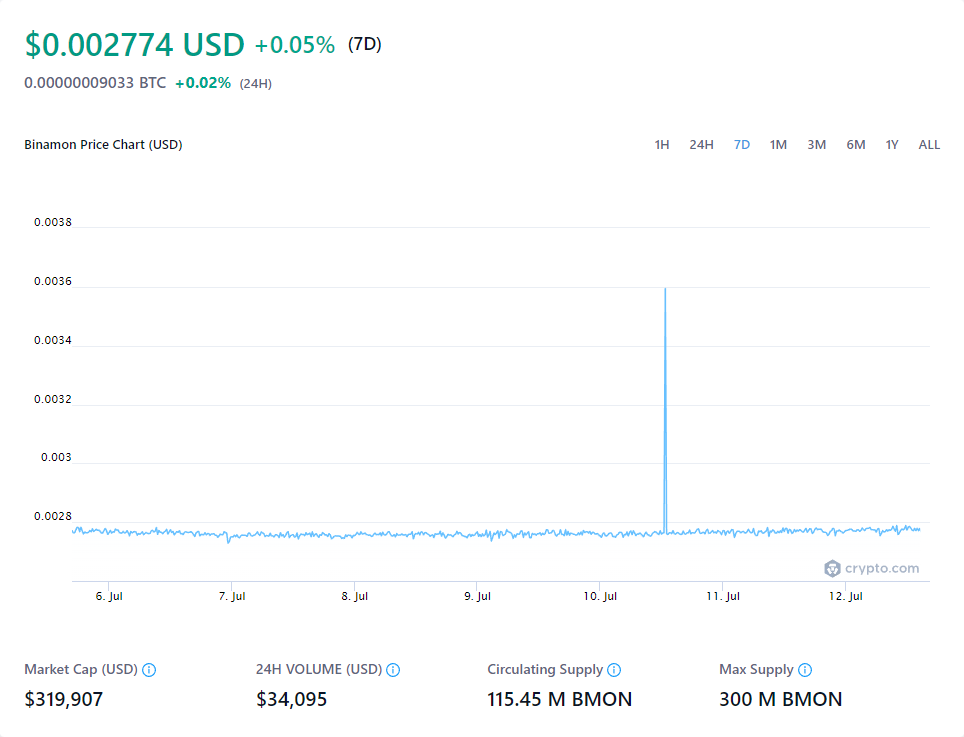 $0.002774 USD +0.05% (7D)
0.00000009033 BTC +0.02% (24H)
Binamon Price Chart (USD) 1H 24H 7D 1M 3M 6M 1Y ALL
0.0038
0.0036
0.0034
0.0032
0.003
0.0028
crypto.com
6. Jul 7. Jul 8. Jul 9. Jul 10. Jul 11. Jul 12. Jul
Market Cap (USD) 24H VOLUME (USD) Circulating Supply Max Supply
$319,907 $34,095 115.45 M BMON 300 M BMON